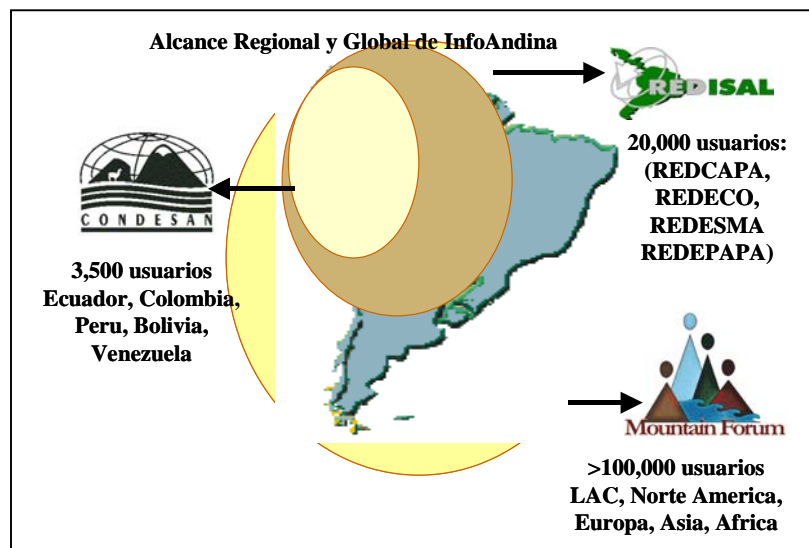 Alcance Regional y Global de InfoAndina
REDISAL
20,000 usuarios:
(REDCAPA,
REDECO,
REDESMA
REDEPAPA)
CONDESAN
3,500 usuarios
Ecuador, Colombia,
Peru, Bolivia,
Venezuela
Mountain Forum
>100,000 usuarios
LAC, Norte America,
Europa, Asia, Africa